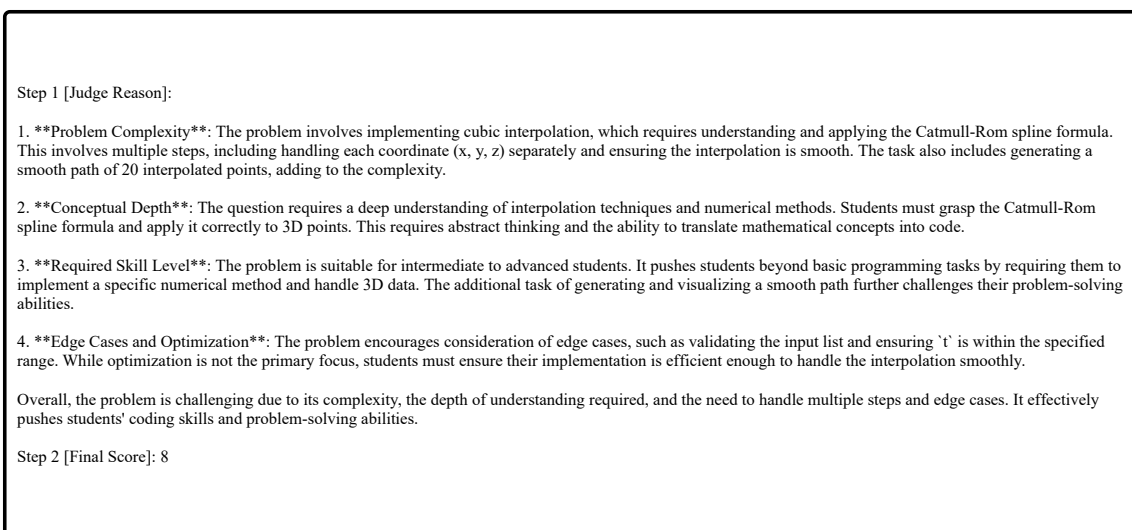 Step 1 [Judge Reason]:
1. **Problem Complexity**: The problem involves implementing cubic interpolation, which requires understanding and applying the Catmull-Rom spline formula.
This involves multiple steps, including handling each coordinate (x, y, z) separately and ensuring the interpolation is smooth. The task also includes generating a
smooth path of 20 interpolated points, adding to the complexity.
2. **Conceptual Depth**: The question requires a deep understanding of interpolation techniques and numerical methods. Students must grasp the Catmull-Rom
spline formula and apply it correctly to 3D points. This requires abstract thinking and the ability to translate mathematical concepts into code.
3. **Required Skill Level**: The problem is suitable for intermediate to advanced students. It pushes students beyond basic programming tasks by requiring them to
implement a specific numerical method and handle 3D data. The additional task of generating and visualizing a smooth path further challenges their problem-solving
abilities.
4. **Edge Cases and Optimization**: The problem encourages consideration of edge cases, such as validating the input list and ensuring `t` is within the specified
range. While optimization is not the primary focus, students must ensure their implementation is efficient enough to handle the interpolation smoothly.
Overall, the problem is challenging due to its complexity, the depth of understanding required, and the need to handle multiple steps and edge cases. It effectively
pushes students' coding skills and problem-solving abilities.
Step 2 [Final Score]: 8